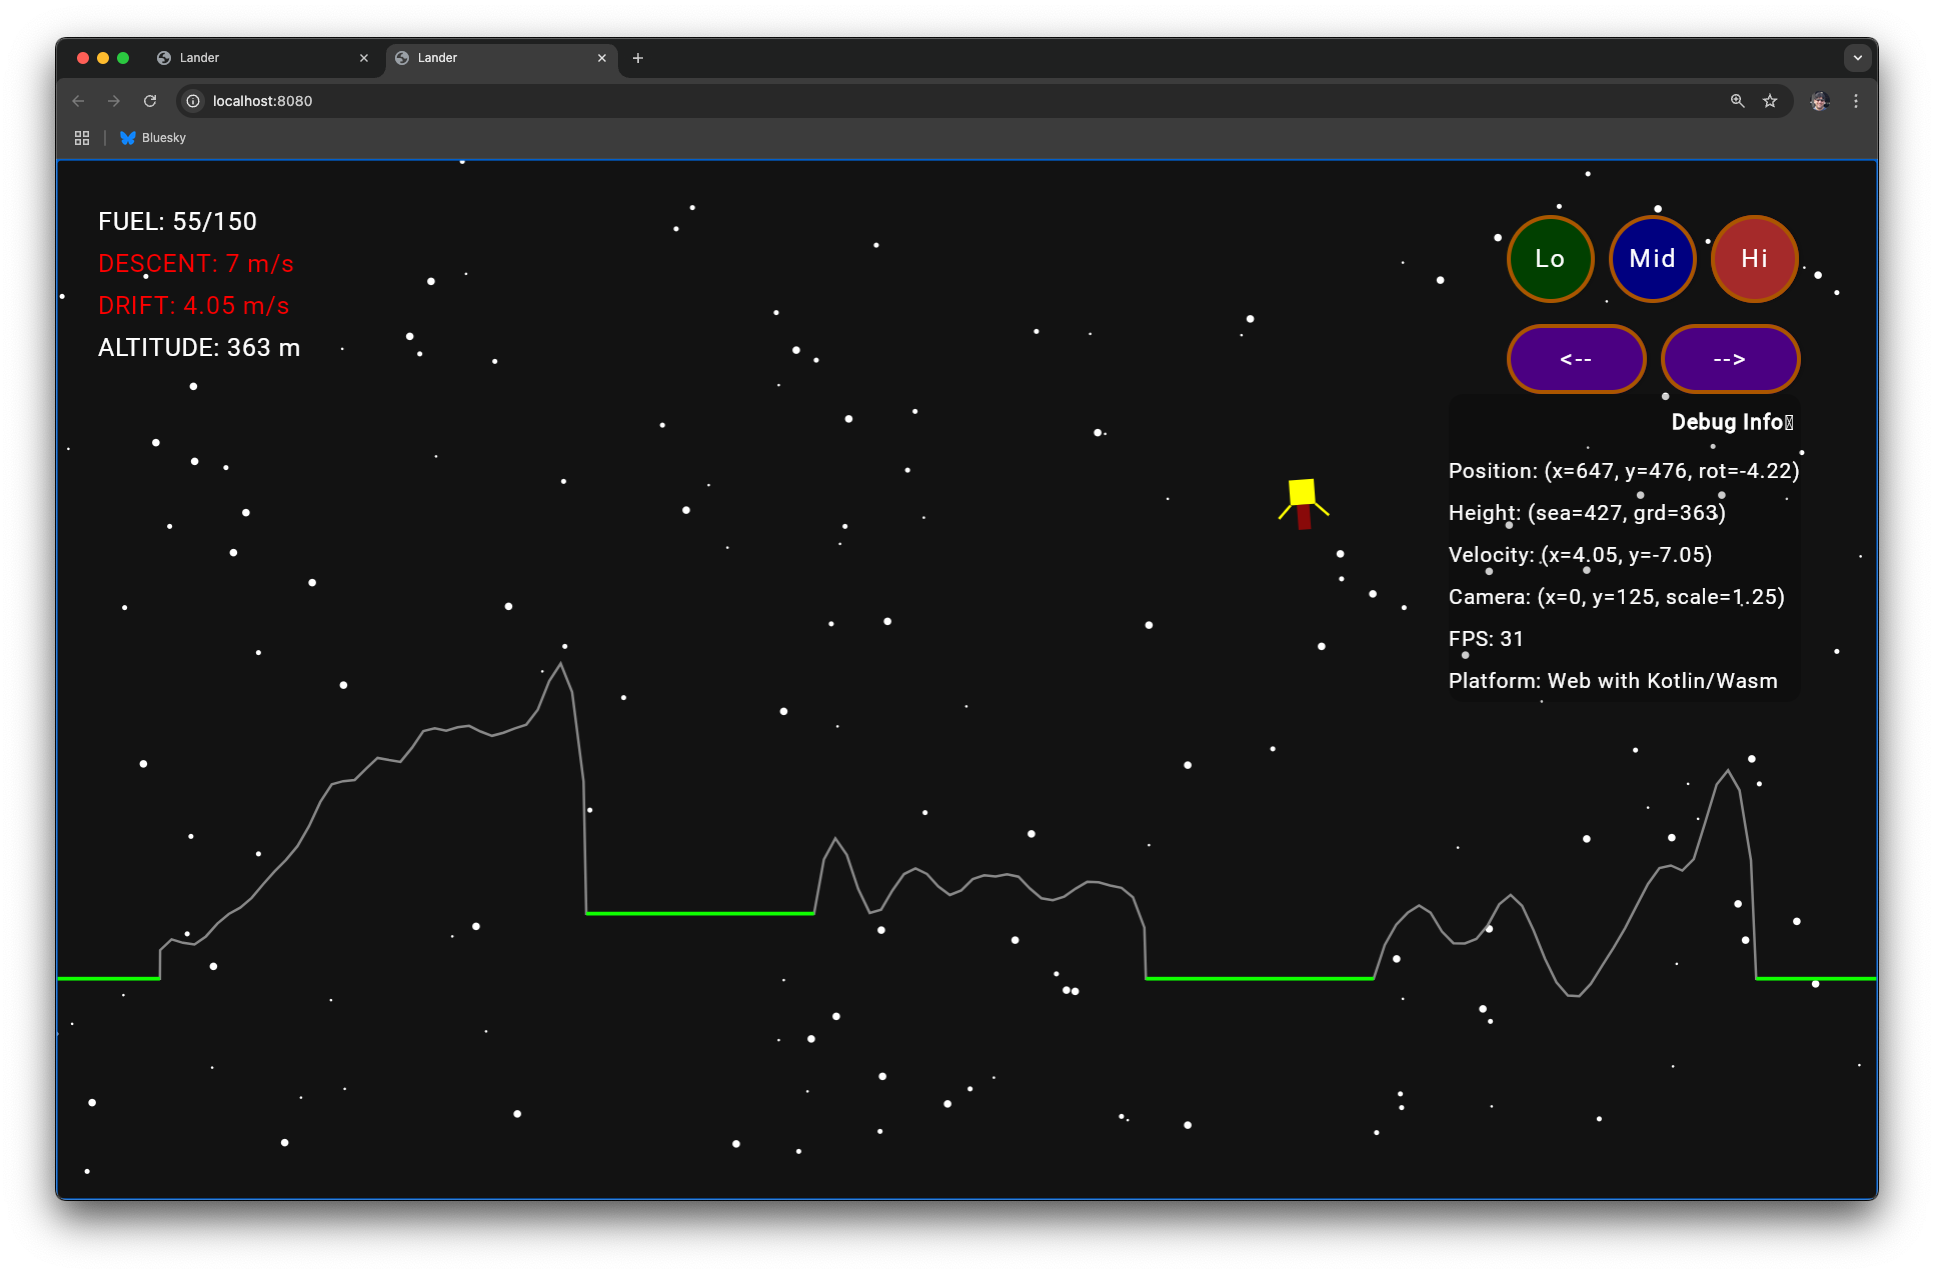 Lander
Lander
localhost:8080
Bluesky
FUEL: 55/150
DESCENT: 7 m/s
DRIFT: 4.05 m/s
ALTITUDE: 363 m
Lo
Mid
Hi
<--
-->
Debug Info
Position: (x=647, y=476, rot=-4.22)
Height: (sea=427, grd=363)
Velocity: (x=4.05, y=-7.05)
Camera: (x=0, y=125, scale=1.25)
FPS: 31
Platform: Web with Kotlin/Wasm